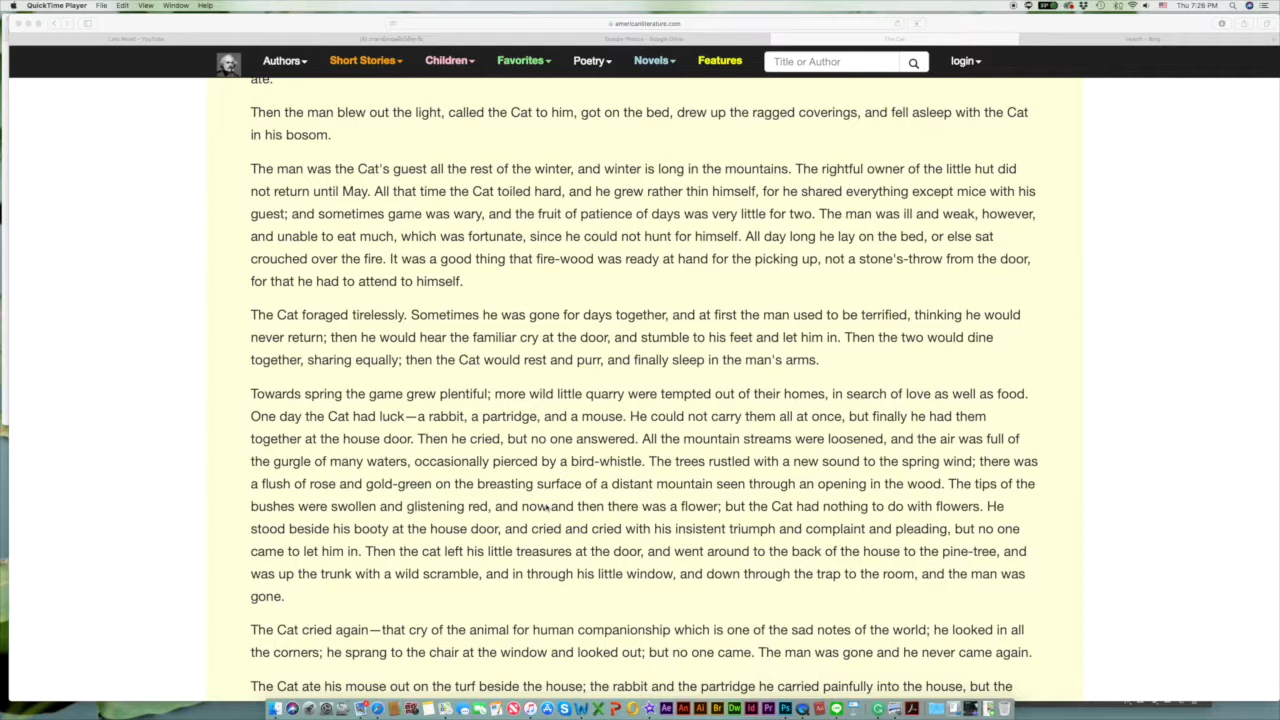 QuickTime Player File Edit View Window Help
Thu 7:26 PM
americanliterature.com
Lets Read! - YouTube
Google Photos - Google Drive
The Cat
Authors
Short Stories
Children
Favorites
Poetry
Novels
Features
Title or Author
login
ate.
Then the man blew out the light, called the Cat to him, got on the bed, drew up the ragged coverings, and fell asleep with the Cat
in his bosom.
The man was the Cat's guest all the rest of the winter, and winter is long in the mountains. The rightful owner of the little hut did
not return until May. All that time the Cat toiled hard, and he grew rather thin himself, for he shared everything except mice with his
guest; and sometimes game was wary, and the fruit of patience of days was very little for two. The man was ill and weak, however,
and unable to eat much, which was fortunate, since he could not hunt for himself. All day long he lay on the bed, or else sat
crouched over the fire. It was a good thing that fire-wood was ready at hand for the picking up, not a stone's-throw from the door,
for that he had to attend to himself.
The Cat foraged tirelessly. Sometimes he was gone for days together, and at first the man used to be terrified, thinking he would
never return; then he would hear the familiar cry at the door, and stumble to his feet and let him in. Then the two would dine
together, sharing equally; then the Cat would rest and purr, and finally sleep in the man's arms.
Towards spring the game grew plentiful; more wild little quarry were tempted out of their homes, in search of love as well as food.
One day the Cat had luck—a rabbit, a partridge, and a mouse. He could not carry them all at once, but finally he had them
together at the house door. Then he cried, but no one answered. All the mountain streams were loosened, and the air was full of
the gurgle of many waters, occasionally pierced by a bird-whistle. The trees rustled with a new sound to the spring wind; there was
a flush of rose and gold-green on the breasting surface of a distant mountain seen through an opening in the wood. The tips of the
bushes were swollen and glistening red, and now and then there was a flower; but the Cat had nothing to do with flowers. He
stood beside his booty at the house door, and cried and cried with his insistent triumph and complaint and pleading, but no one
came to let him in. Then the cat left his little treasures at the door, and went around to the back of the house to the pine-tree, and
was up the trunk with a wild scramble, and in through his little window, and down through the trap to the room, and the man was
gone.
The Cat cried again—that cry of the animal for human companionship which is one of the sad notes of the world; he looked in all
the corners; he sprang to the chair at the window and looked out; but no one came. The man was gone and he never came again.
The Cat ate his mouse out on the turf beside the house; the rabbit and the partridge he carried painfully into the house, but the